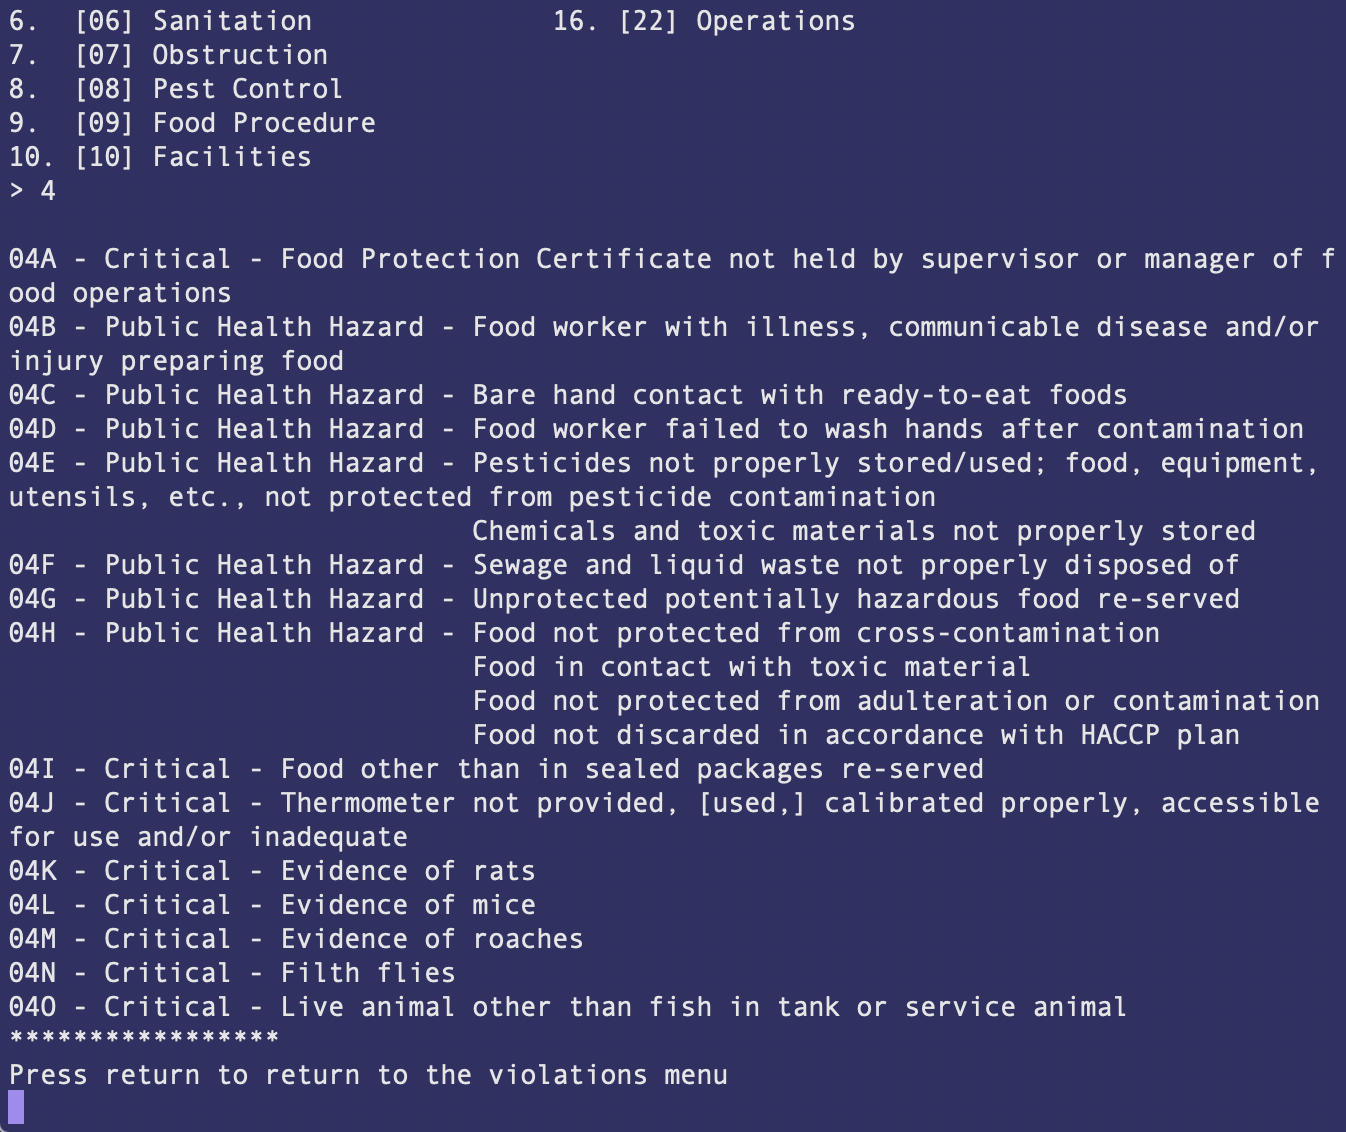 6.  [06] Sanitation               16. [22] Operations
7.  [07] Obstruction
8.  [08] Pest Control
9.  [09] Food Procedure
10. [10] Facilities
> 4

04A - Critical - Food Protection Certificate not held by supervisor or manager of f
ood operations
04B - Public Health Hazard - Food worker with illness, communicable disease and/or
injury preparing food
04C - Public Health Hazard - Bare hand contact with ready-to-eat foods
04D - Public Health Hazard - Food worker failed to wash hands after contamination
04E - Public Health Hazard - Pesticides not properly stored/used; food, equipment,
utensils, etc., not protected from pesticide contamination
                             Chemicals and toxic materials not properly stored
04F - Public Health Hazard - Sewage and liquid waste not properly disposed of
04G - Public Health Hazard - Unprotected potentially hazardous food re-served
04H - Public Health Hazard - Food not protected from cross-contamination
                             Food in contact with toxic material
                             Food not protected from adulteration or contamination
                             Food not discarded in accordance with HACCP plan
04I - Critical - Food other than in sealed packages re-served
04J - Critical - Thermometer not provided, [used,] calibrated properly, accessible
for use and/or inadequate
04K - Critical - Evidence of rats
04L - Critical - Evidence of mice
04M - Critical - Evidence of roaches
04N - Critical - Filth flies
04O - Critical - Live animal other than fish in tank or service animal
*****************
Press return to return to the violations menu